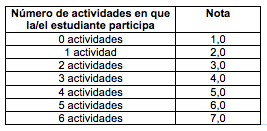 Número de actividades en que la/el estudiante participa	Nota
0 actividades	1,0
1 actividad	2,0
2 actividades	3,0
3 actividades	4,0
4 actividades	5,0
5 actividades	6,0
6 actividades	7,0